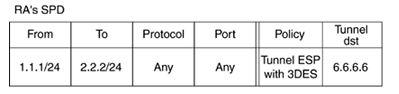 RA's SPD
From To Protocol Port Policy Tunnel dst
1.1.1/24 2.2.2/24 Any Any Tunnel ESP with 3DES 6.6.6.6